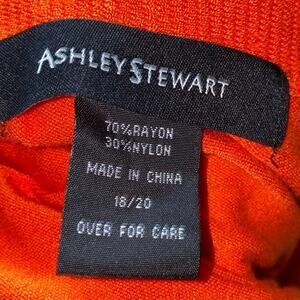 ASHLEY STEWART
70%RAYON
30%NYLON
MADE IN CHINA
18/20
OVER FOR CARE